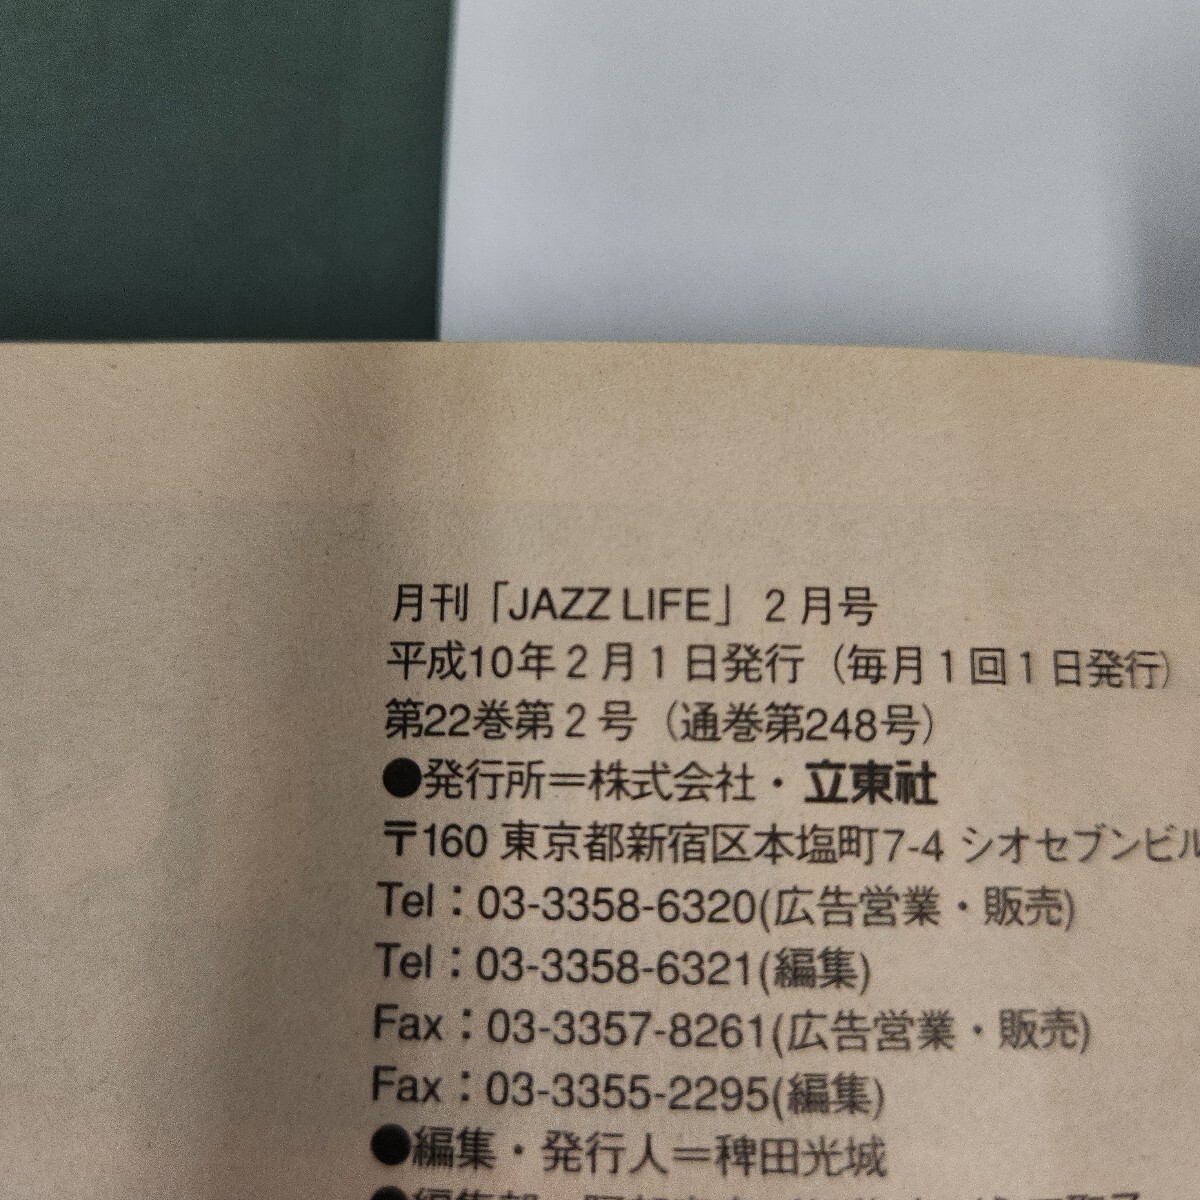 月刊「JAZZ LIFE」２月号
平成10年２月１日発行（毎月１回１日発行）
第22巻第２号（通巻第248号）
●発行所＝株式会社・立東社
〒160 東京都新宿区本塩町7-4 シオセブンビル
Tel：03-3358-6320(広告営業・販売)
Tel：03-3358-6321(編集)
Fax：03-3357-8261(広告営業・販売)
Fax：03-3355-2295(編集)
●編集・発行人＝稗田光城